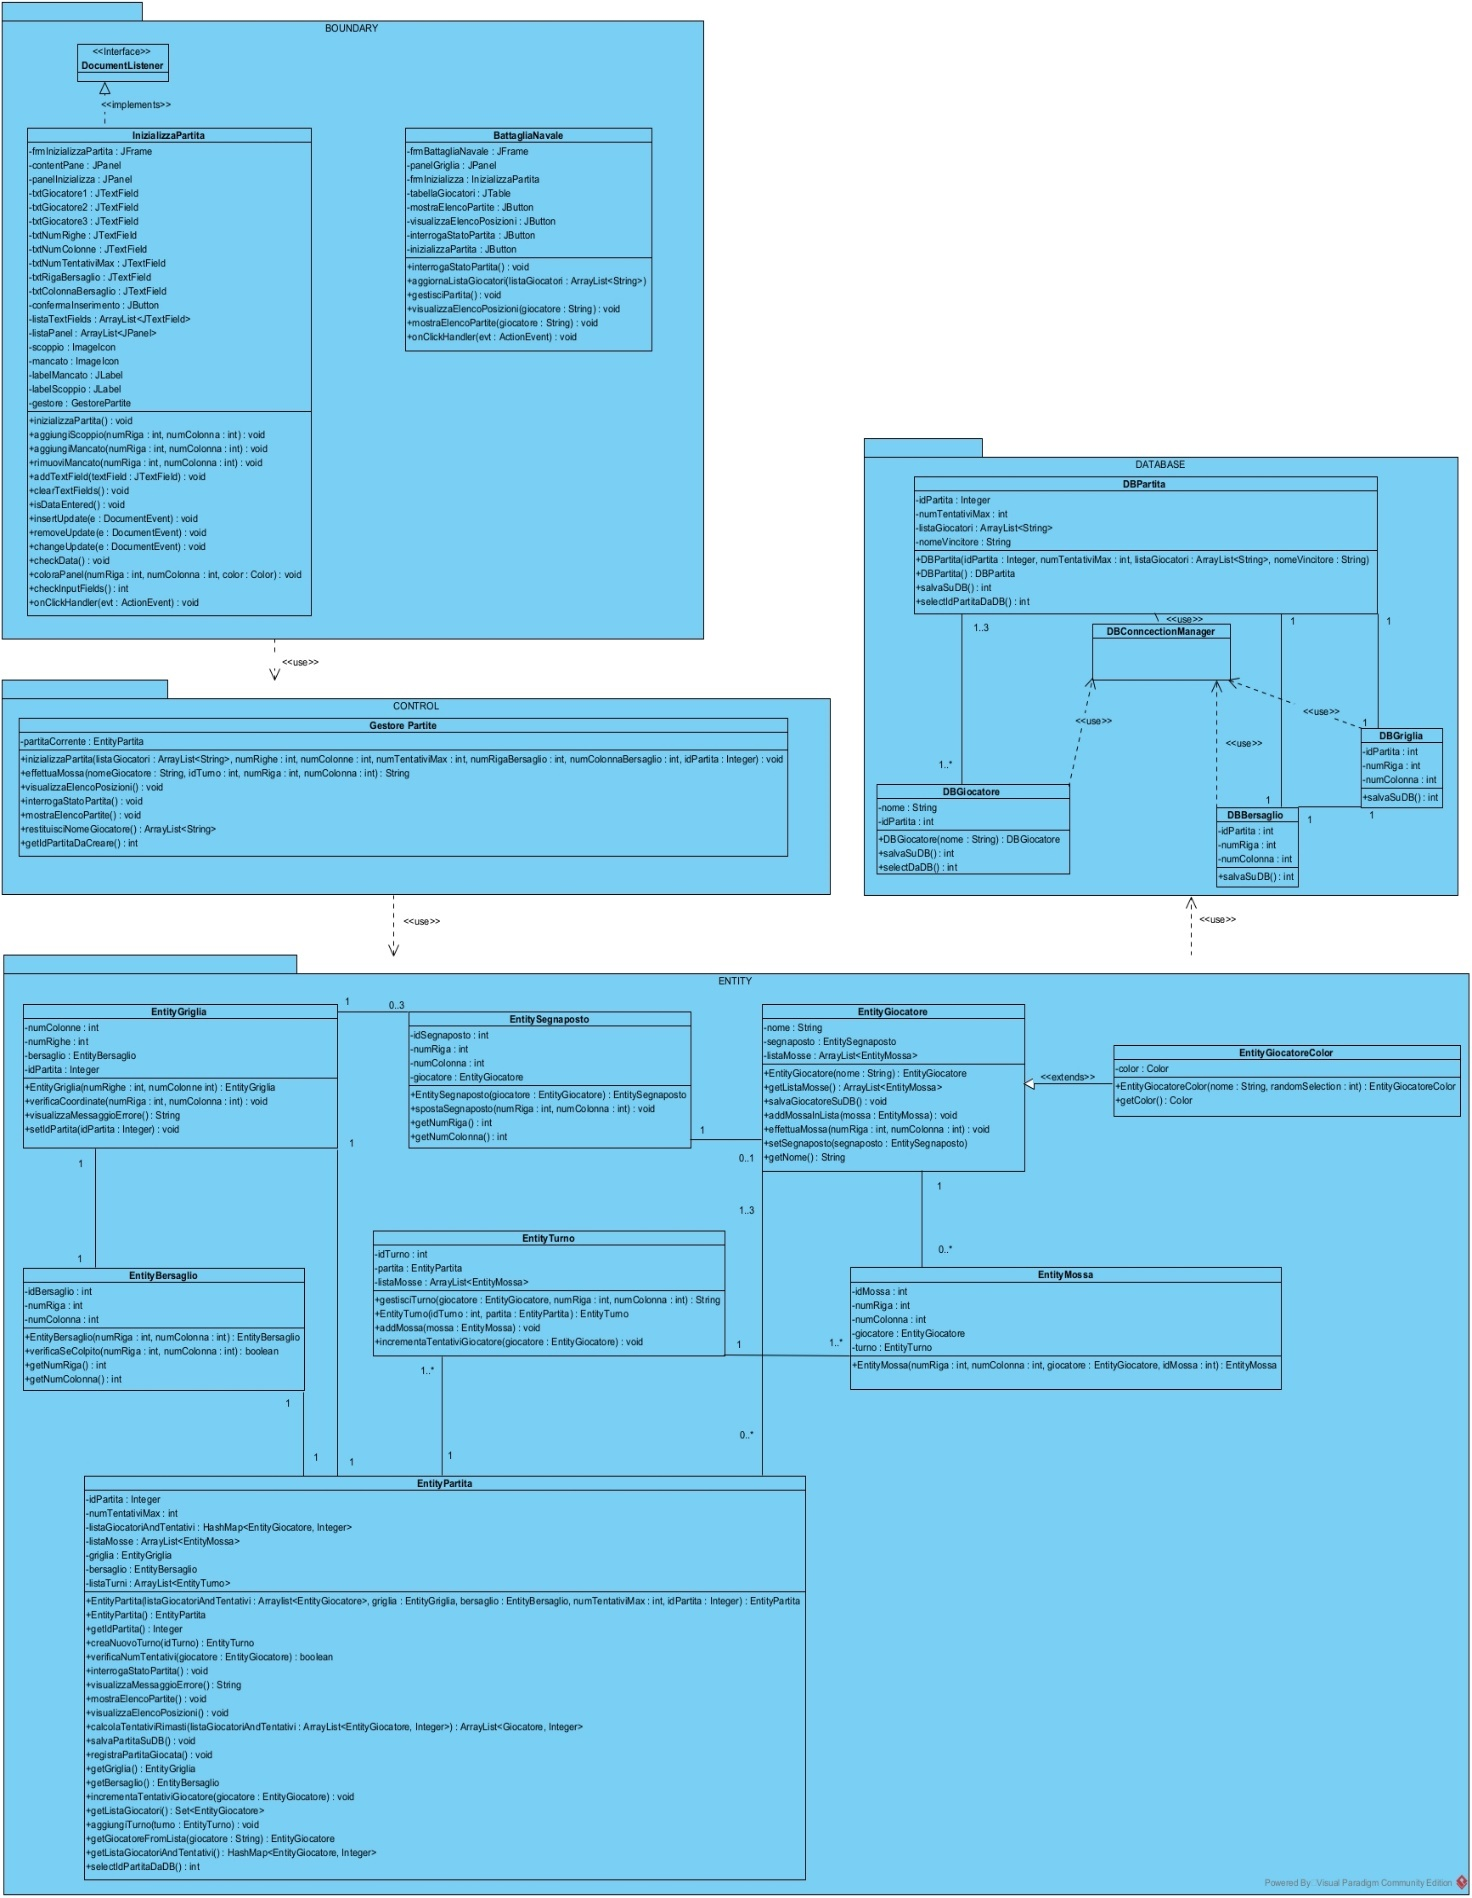 BOUNDARY
<<Interface>>
DocumentListener
<<implements>>
InizializzaPartita
-frmInizializzaPartita : JFrame
-contentPane : JPanel
-panelInizializza : JPanel
-txtGiocatore1 : JTextField
-txtGiocatore2 : JTextField
-txtGiocatore3 : JTextField
-txtNumRighe : JTextField
-txtNumColonne : JTextField
-txtNumTentativiMax : JTextField
-txtRigaBersaglio : JTextField
-txtColonnaBersaglio : JTextField
-confermaInserimento : JButton
-listaTextFields : ArrayList<JTextField>
-listaPanel : ArrayList<JPanel>
-scoppio : ImageIcon
-mancato : ImageIcon
-labelMancato : JLabel
-labelScoppio : JLabel
-gestore : GestorePartite
+inizializzaPartita() : void
+aggiungiScoppio(numRiga : int, numColonna : int) : void
+aggiungiMancato(numRiga : int, numColonna : int) : void
+rimuoviMancato(numRiga : int, numColonna : int) : void
+addTextField(textField : JTextField) : void
+clearTextFields() : void
+isDataEntered() : void
+insertUpdate(e : DocumentEvent) : void
+removeUpdate(e : DocumentEvent) : void
+changeUpdate(e : DocumentEvent) : void
+checkData() : void
+coloraPanel(numRiga : int, numColonna : int, color : Color) : void
+checkInputFields() : int
+onClickHandler(evt : ActionEvent) : void
BattagliaNavale
-frmBattagliaNavale : JFrame
-panelGriglia : JPanel
-frmInizializza : InizializzaPartita
-tabellaGiocatori : JTable
-mostraElencoPartite : JButton
-visualizzaElencoPosizioni : JButton
-interrogaStatoPartita : JButton
-inizializzaPartita : JButton
+interrogaStatoPartita() : void
+aggiornaListaGiocatori(listaGiocatori : ArrayList<String>)
+gestisciPartita() : void
+visualizzaElencoPosizioni(giocatore : String) : void
+mostraElencoPartite(giocatore : String) : void
+onClickHandler(evt : ActionEvent) : void
<<use>>
CONTROL
Gestore Partite
-partitaCorrente : EntityPartita
+inizializzaPartita(listaGiocatori : ArrayList<String>, numRighe : int, numColonne : int, numTentativiMax : int, numRigaBersaglio : int, numColonnaBersaglio : int, idPartita : Integer) : void
+effettuaMossa(nomeGiocatore : String, idTurno : int, numRiga : int, numColonna : int) : String
+visualizzaElencoPosizioni() : void
+interrogaStatoPartita() : void
+mostraElencoPartite() : void
+restituisciNomeGiocatore() : ArrayList<String>
+getIdPartitaDaCreare() : int
<<use>>
DATABASE
DBPartita
-idPartita : Integer
-numTentativiMax : int
-listaGiocatori : ArrayList<String>
-nomeVincitore : String
+DBPartita(idPartita : Integer, numTentativiMax : int, listaGiocatori : ArrayList<String>, nomeVincitore : String)
+DBPartita() : DBPartita
+salvaSuDB() : int
+selectIdPartitaDaDB() : int
1..3
<<use>>
1
1
DBConncectionManager
<<use>>
<<use>>
<<use>>
1
1..*
1
1
1
DBGriglia
-idPartita : int
-numRiga : int
-numColonna : int
+salvaSuDB() : int
DBGiocatore
-nome : String
-idPartita : int
+DBGiocatore(nome : String) : DBGiocatore
+salvaSuDB() : int
+selectDaDB() : int
DBBersaglio
-idPartita : int
-numRiga : int
-numColonna : int
+salvaSuDB() : int
<<use>>
ENTITY
EntityGriglia
-numColonne : int
-numRighe : int
-bersaglio : EntityBersaglio
-idPartita : Integer
+EntityGriglia(numRighe : int, numColonne int) : EntityGriglia
+verificaCoordinate(numRiga : int, numColonna : int) : void
+visualizzaMessaggioErrore() : String
+setIdPartita(idPartita : Integer) : void
1
0..3
EntitySegnaposto
-idSegnaposto : int
-numRiga : int
-numColonna : int
-giocatore : EntityGiocatore
+EntitySegnaposto(giocatore : EntityGiocatore) : EntitySegnaposto
+spostaSegnaposto(numRiga : int, numColonna : int) : void
+getNumRiga() : int
+getNumColonna() : int
EntityGiocatore
-nome : String
-segnaposto : EntitySegnaposto
-listaMosse : ArrayList<EntityMossa>
+EntityGiocatore(nome : String) : EntityGiocatore
+getListaMosse() : ArrayList<EntityMossa>
+salvaGiocatoreSuDB() : void
+addMossaInLista(mossa : EntityMossa) : void
+effettuaMossa(numRiga : int, numColonna : int) : void
+setSegnaposto(segnaposto : EntitySegnaposto)
+getNome() : String
<<extends>>
EntityGiocatoreColor
-color : Color
+EntityGiocatoreColor(nome : String, randomSelection : int) : EntityGiocatoreColor
+getColor() : Color
1
0..1
1
1
1..3
1
0..*
1
EntityTurno
-idTurno : int
-partita : EntityPartita
-listaMosse : ArrayList<EntityMossa>
+gestisciTurno(giocatore : EntityGiocatore, numRiga : int, numColonna : int) : String
+EntityTurno(idTurno : int, partita : EntityPartita) : EntityTurno
+addMossa(mossa : EntityMossa) : void
+incrementaTentativiGiocatore(giocatore : EntityGiocatore) : void
EntityBersaglio
-idBersaglio : int
-numRiga : int
-numColonna : int
+EntityBersaglio(numRiga : int, numColonna : int) : EntityBersaglio
+verificaSeColpito(numRiga : int, numColonna : int) : boolean
+getNumRiga() : int
+getNumColonna() : int
EntityMossa
-idMossa : int
-numRiga : int
-numColonna : int
-giocatore : EntityGiocatore
-turno : EntityTurno
+EntityMossa(numRiga : int, numColonna : int, giocatore : EntityGiocatore, idMossa : int) : EntityMossa
1
1..*
1..*
1
0..*
1
1
1
EntityPartita
-idPartita : Integer
-numTentativiMax : int
-listaGiocatoriAndTentativi : HashMap<EntityGiocatore, Integer>
-listaMosse : ArrayList<EntityMossa>
-griglia : EntityGriglia
-bersaglio : EntityBersaglio
-listaTurni : ArrayList<EntityTurno>
+EntityPartita(listaGiocatoriAndTentativi : Arraylist<EntityGiocatore>, griglia : EntityGriglia, bersaglio : EntityBersaglio, numTentativiMax : int, idPartita : Integer) : EntityPartita
+EntityPartita() : EntityPartita
+getIdPartita() : Integer
+creaNuovoTurno(idTurno) : EntityTurno
+verificaNumTentativi(giocatore : EntityGiocatore) : boolean
+interrogaStatoPartita() : void
+visualizzaMessaggioErrore() : String
+mostraElencoPartite() : void
+visualizzaElencoPosizioni() : void
+calcolaTentativiRimasti(listaGiocatoriAndTentativi : ArrayList<EntityGiocatore, Integer>) : ArrayList<Giocatore, Integer>
+salvaPartitaSuDB() : void
+registraPartitaGiocata() : void
+getGriglia() : EntityGriglia
+getBersaglio() : EntityBersaglio
+incrementaTentativiGiocatore(giocatore : EntityGiocatore) : void
+getListaGiocatori() : Set<EntityGiocatore>
+aggiungiTurno(turno : EntityTurno) : void
+getGiocatoreFromLista(giocatore : String) : EntityGiocatore
+getListaGiocatoriAndTentativi() : HashMap<EntityGiocatore, Integer>
+selectIdPartitaDaDB() : int
Powered By: Visual Paradigm Community Edition